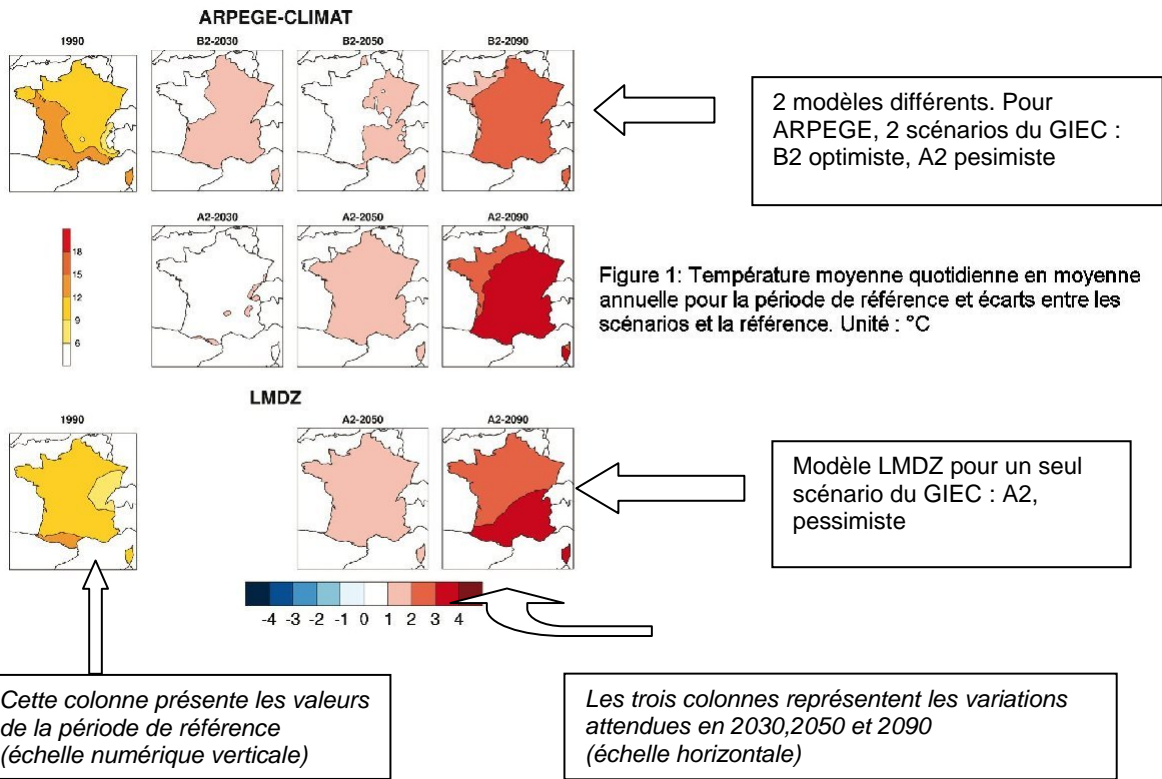 ARPEGE-CLIMAT
1990
B2-2030
B2-2050
B2-2090
2 modèles différents. Pour
ARPEGE, 2 scénarios du GIEC :
B2 optimiste, A2 pesimiste
A2-2030
A2-2050
A2-2090
18
15
12
9
6
Figure 1: Température moyenne quotidienne en moyenne
annuelle pour la période de référence et écarts entre les
scénarios et la référence. Unité : °C
LMDZ
1990
A2-2050
A2-2090
Modèle LMDZ pour un seul
scénario du GIEC : A2,
pessimiste
-4 -3 -2 -1 0 1 2 3 4
Cette colonne présente les valeurs
de la période de référence
(échelle numérique verticale)
Les trois colonnes représentent les variations
attendues en 2030,2050 et 2090
(échelle horizontale)